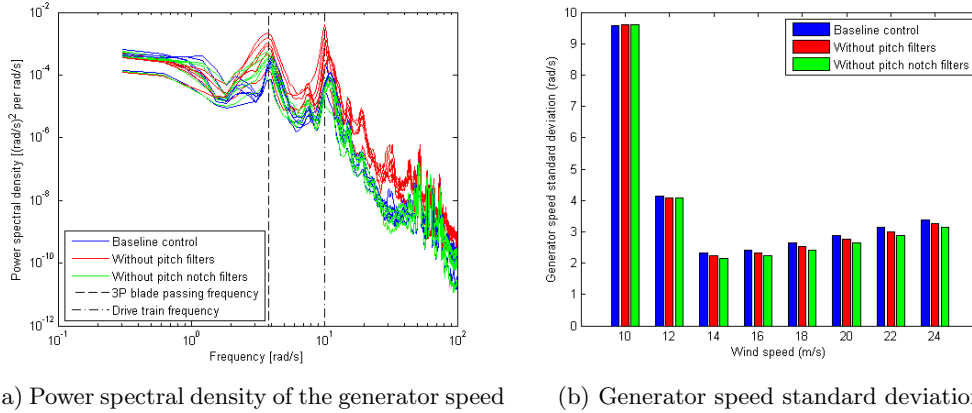 10^-2
10^-4
10^-6
10^-8
10^-10
10^-12
Power spectral density [(rad/s)^2 per rad/s]
Baseline control
Without pitch filters
Without pitch notch filters
3P blade passing frequency
Drive train frequency
10^-1 10^0 10^1 10^2
Frequency [rad/s]
a) Power spectral density of the generator speed
10
9
8
7
6
5
4
3
2
1
0
Generator speed standard deviation (rad/s)
Baseline control
Without pitch filters
Without pitch notch filters
10 12 14 16 18 20 22 24
Wind speed (m/s)
(b) Generator speed standard deviation